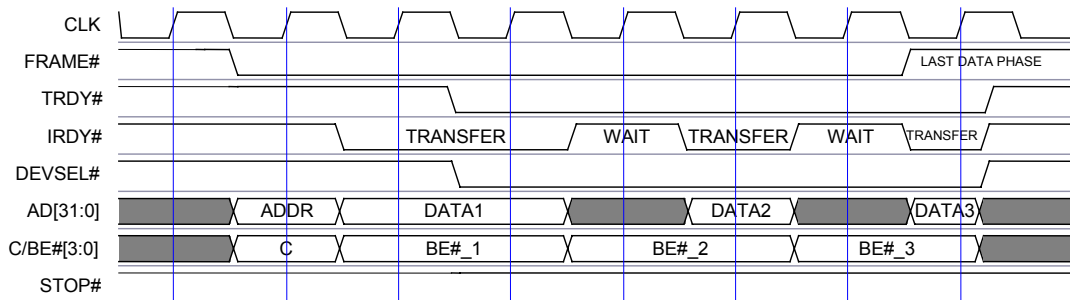 CLK
FRAME# LAST DATA PHASE
TRDY#
IRDY# TRANSFER WAIT TRANSFER WAIT TRANSFER
DEVSEL#
AD[31:0] ADDR DATA1 DATA2 DATA3
C/BE#[3:0] C BE#_1 BE#_2 BE#_3
STOP#